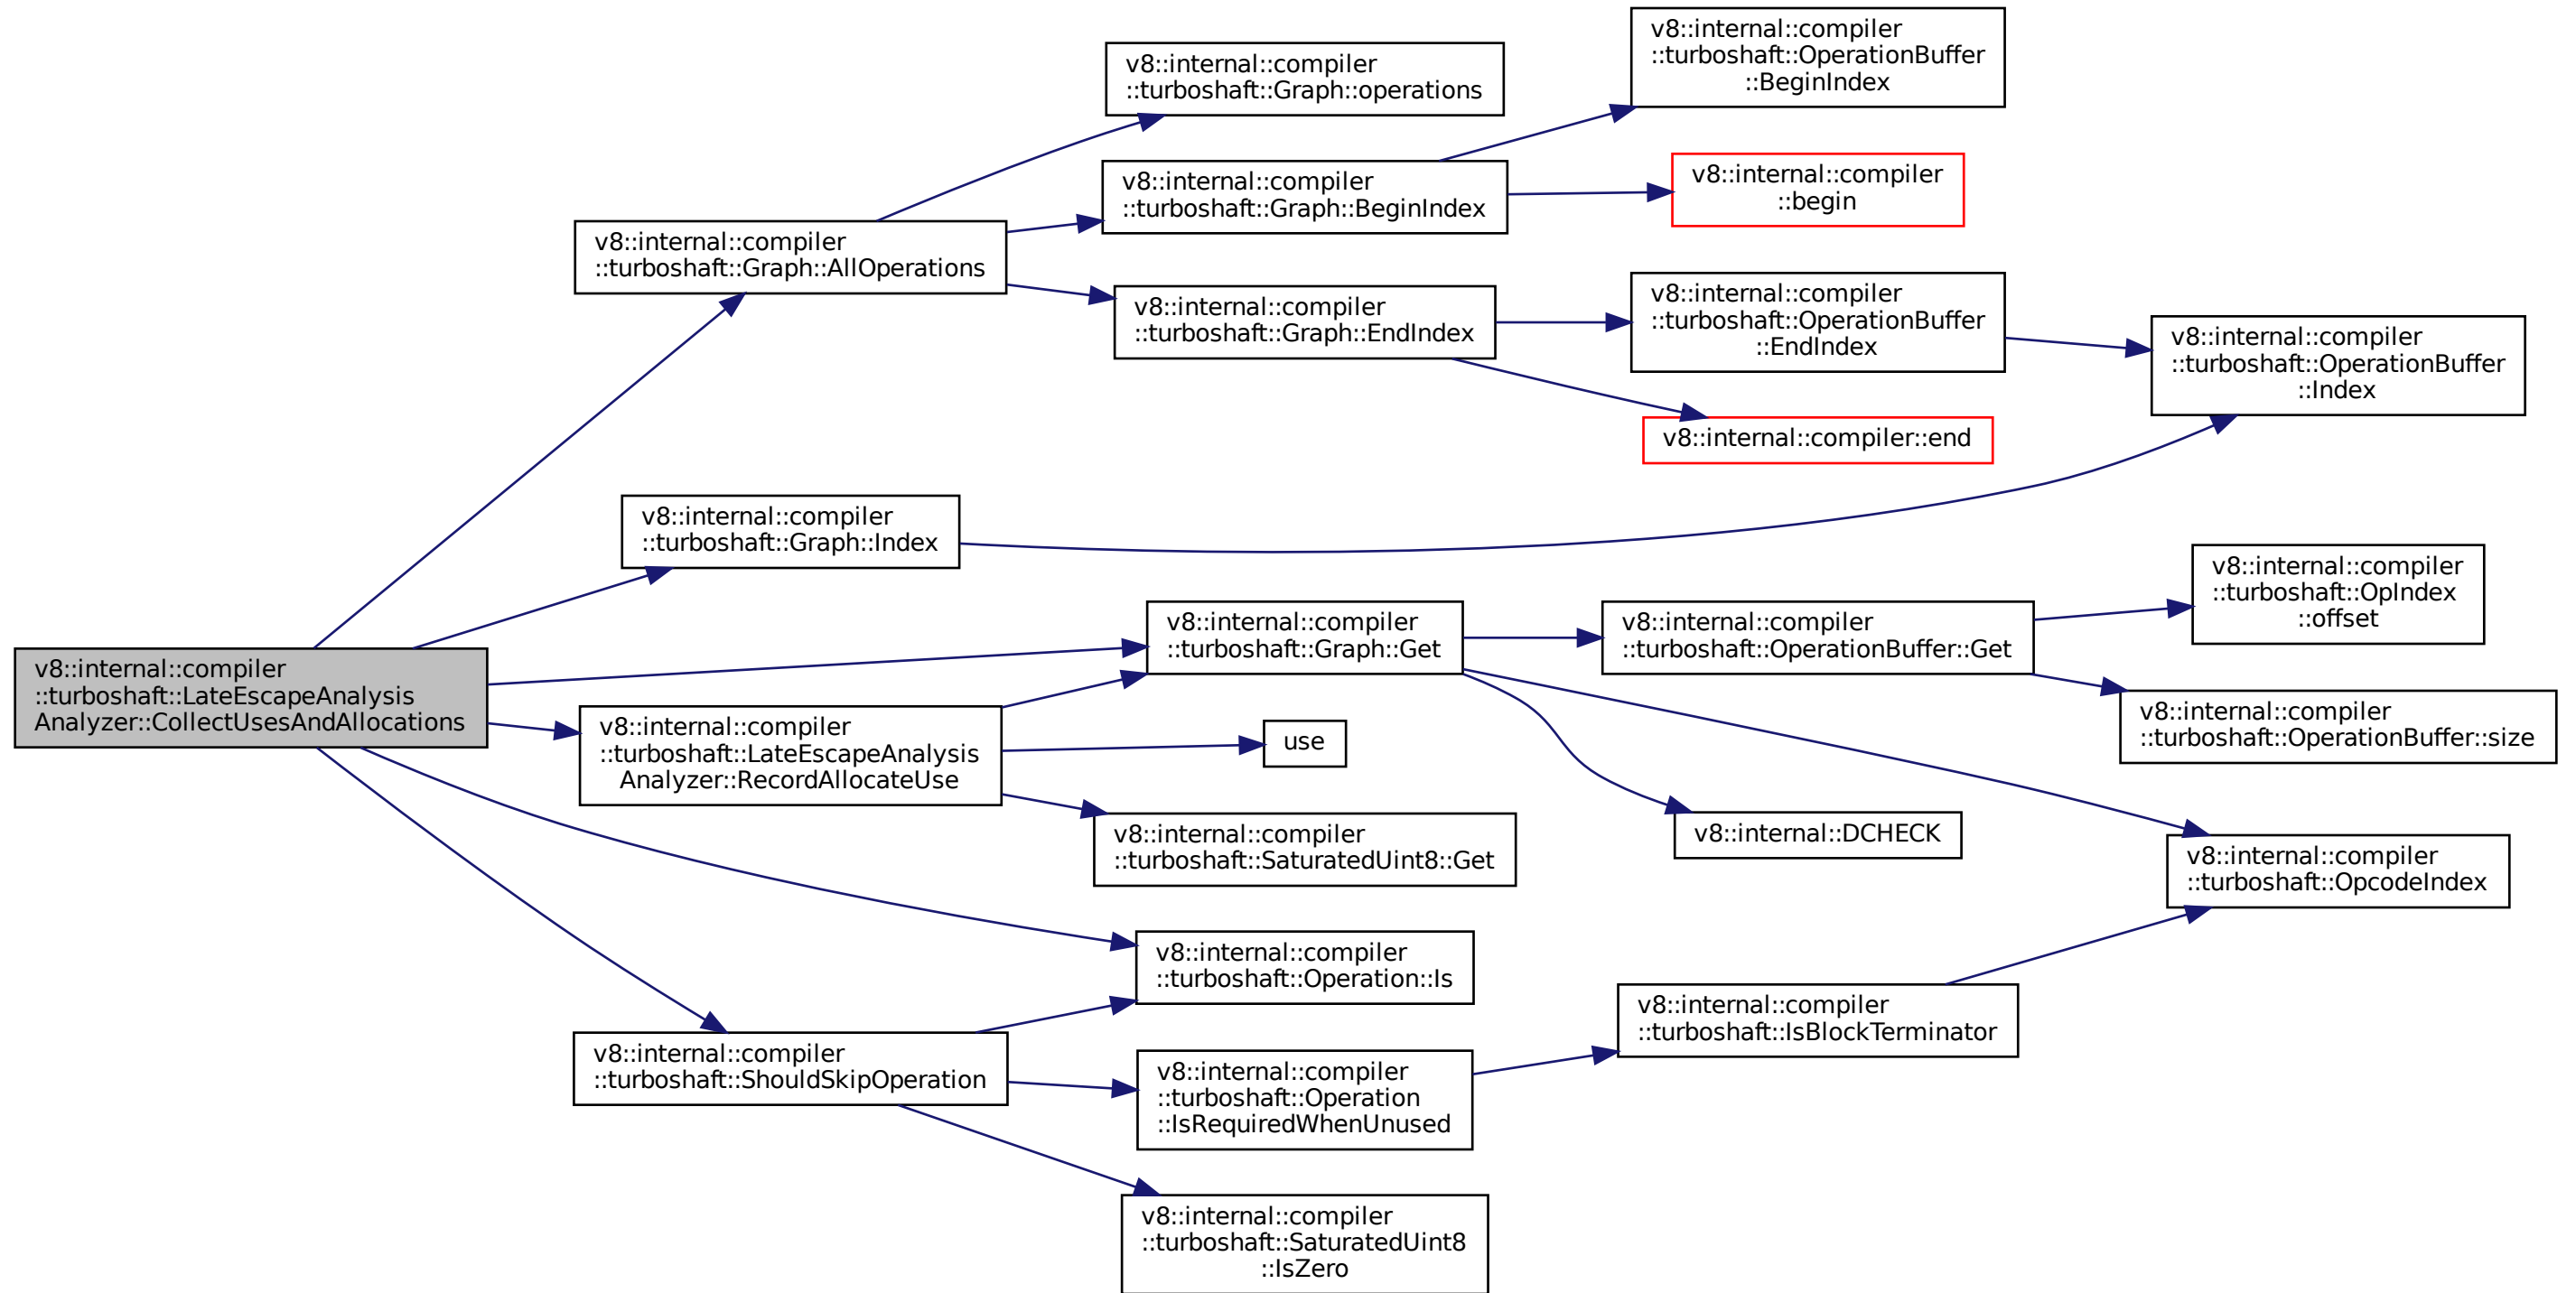 v8::internal::compiler
::turboshaft::LateEscapeAnalysis
Analyzer::CollectUsesAndAllocations
v8::internal::compiler
::turboshaft::Graph::AllOperations
v8::internal::compiler
::turboshaft::Graph::operations
v8::internal::compiler
::turboshaft::Graph::BeginIndex
v8::internal::compiler
::turboshaft::OperationBuffer
::BeginIndex
v8::internal::compiler
::begin
v8::internal::compiler
::turboshaft::Graph::EndIndex
v8::internal::compiler
::turboshaft::OperationBuffer
::EndIndex
v8::internal::compiler::end
v8::internal::compiler
::turboshaft::OperationBuffer
::Index
v8::internal::compiler
::turboshaft::Graph::Index
v8::internal::compiler
::turboshaft::Graph::Get
v8::internal::compiler
::turboshaft::OperationBuffer::Get
v8::internal::compiler
::turboshaft::OpIndex
::offset
v8::internal::compiler
::turboshaft::OperationBuffer::size
v8::internal::compiler
::turboshaft::LateEscapeAnalysis
Analyzer::RecordAllocateUse
use
v8::internal::compiler
::turboshaft::SaturatedUint8::Get
v8::internal::DCHECK
v8::internal::compiler
::turboshaft::OpcodeIndex
v8::internal::compiler
::turboshaft::Operation::Is
v8::internal::compiler
::turboshaft::ShouldSkipOperation
v8::internal::compiler
::turboshaft::Operation
::IsRequiredWhenUnused
v8::internal::compiler
::turboshaft::IsBlockTerminator
v8::internal::compiler
::turboshaft::SaturatedUint8
::IsZero